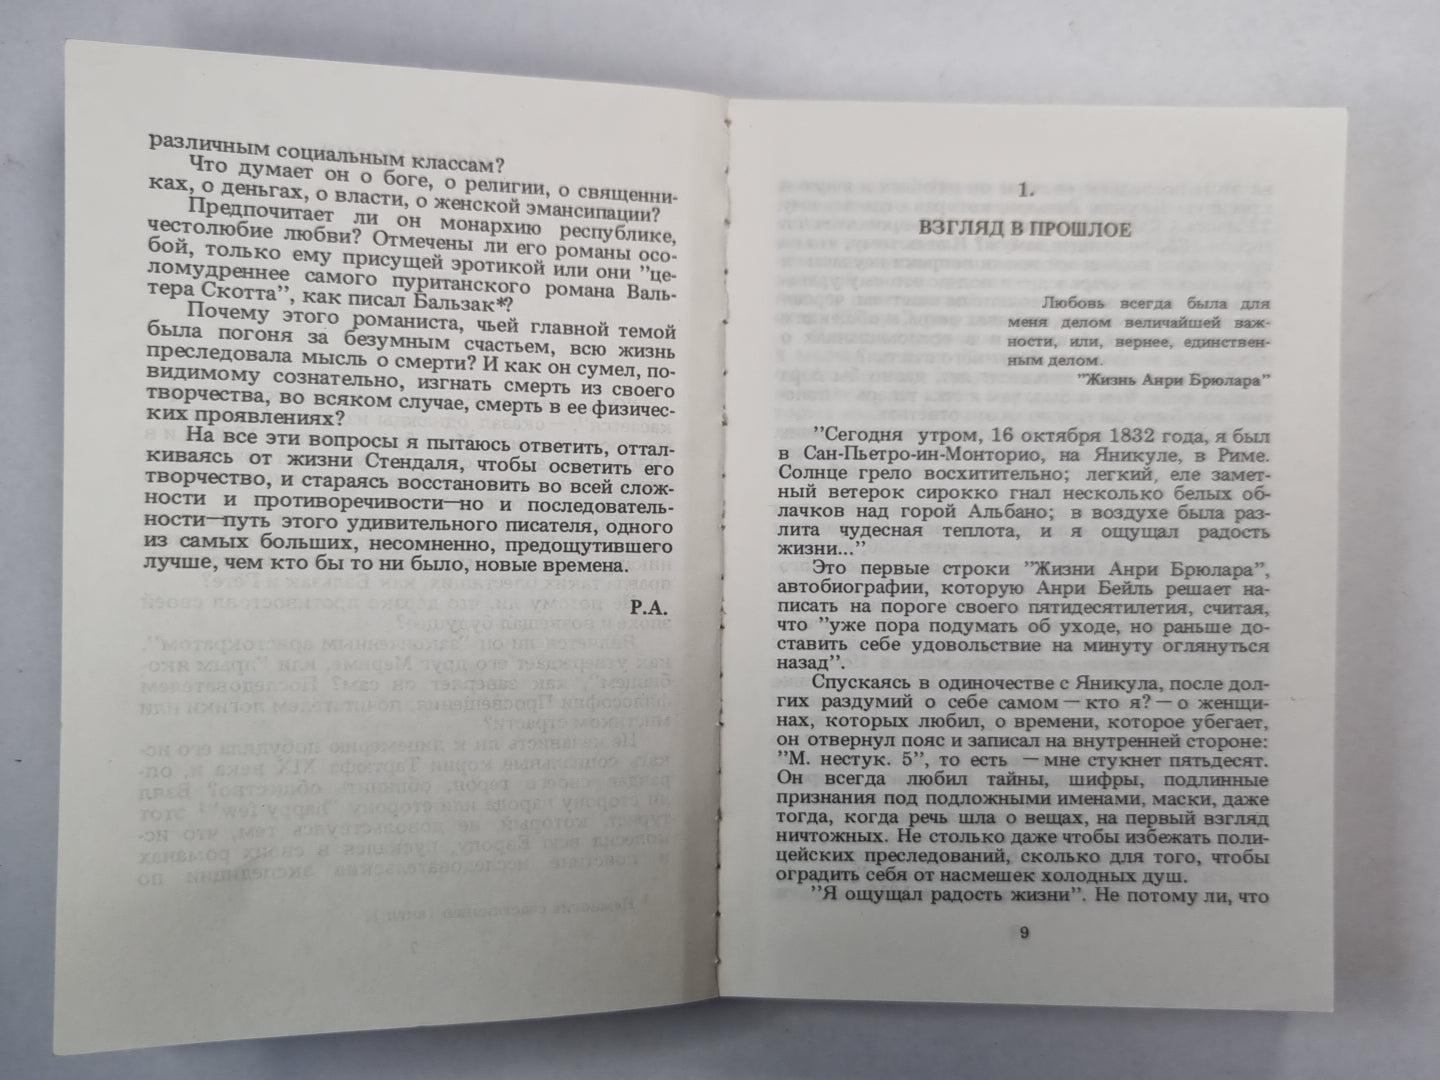 различным социальным классам?
Что думает он о боге, о религии, о священни-
ках, о деньгах, о власти, о женской эмансипации?
Предпочитает ли он монархию республике,
честолюбие любви? Отмечены ли его романы осо-
бой, только ему присущей эротикой или они "це-
ломудреннее самого пуританского романа Валь-
тера Скотта", как писал Бальзак*?
Почему этого романиста, чьей главной темой
была погоня за безумным счастьем, всю жизнь
преследовала мысль о смерти? И как он сумел, по-
видимому сознательно, изгнать смерть из своего
творчества, во всяком случае, смерть в ее физичес-
ких проявлениях?
На все эти вопросы я пытаюсь ответить, оттал-
киваясь от жизни Стендаля, чтобы осветить его
творчество, и стараясь восстановить во всей слож-
ности и противоречивости—но и последователь-
ности—путь этого удивительного писателя, одного
из самых больших, несомненно, предощутившего
лучше, чем кто бы то ни было, новые времена.
Р.А.
1.
ВЗГЛЯД В ПРОШЛОЕ
Любовь всегда была для
меня делом величайшей важ-
ности, или, вернее, единствен-
ным делом.
"Жизнь Анри Брюлара"
"Сегодня утром, 16 октября 1832 года, я был
в Сан-Пьетро-ин-Монторио, на Яникуле, в Риме.
Солнце грело восхитительно; легкий, еле замет-
ный ветерок сирокко гнал несколько белых об-
лачков над горой Альбано; в воздухе была раз-
лита чудесная теплота, и я ощущал радость
жизни..."
Это первые строки "Жизни Анри Брюлара",
автобиографии, которую Анри Бейль решает на-
писать на пороге своего пятидесятилетия, считая,
что "уже пора подумать об уходе, но раньше до-
ставить себе удовольствие на минуту оглянуться
назад".
Спускаясь в одиночестве с Яникула, после дол-
гих раздумий о себе самом — кто я? — о женщи-
нах, которых любил, о времени, которое убегает,
он отвернул пояс и записал на внутренней стороне:
"М. нестук. 5", то есть — мне стукнет пятьдесят.
Он всегда любил тайны, шифры, подлинные
признания под подложными именами, маски, даже
тогда, когда речь шла о вещах, на первый взгляд
ничтожных. Не столько даже чтобы избежать поли-
цейских преследований, сколько для того, чтобы
оградить себя от насмешек холодных душ.
"Я ощущал радость жизни". Не потому ли, что
9